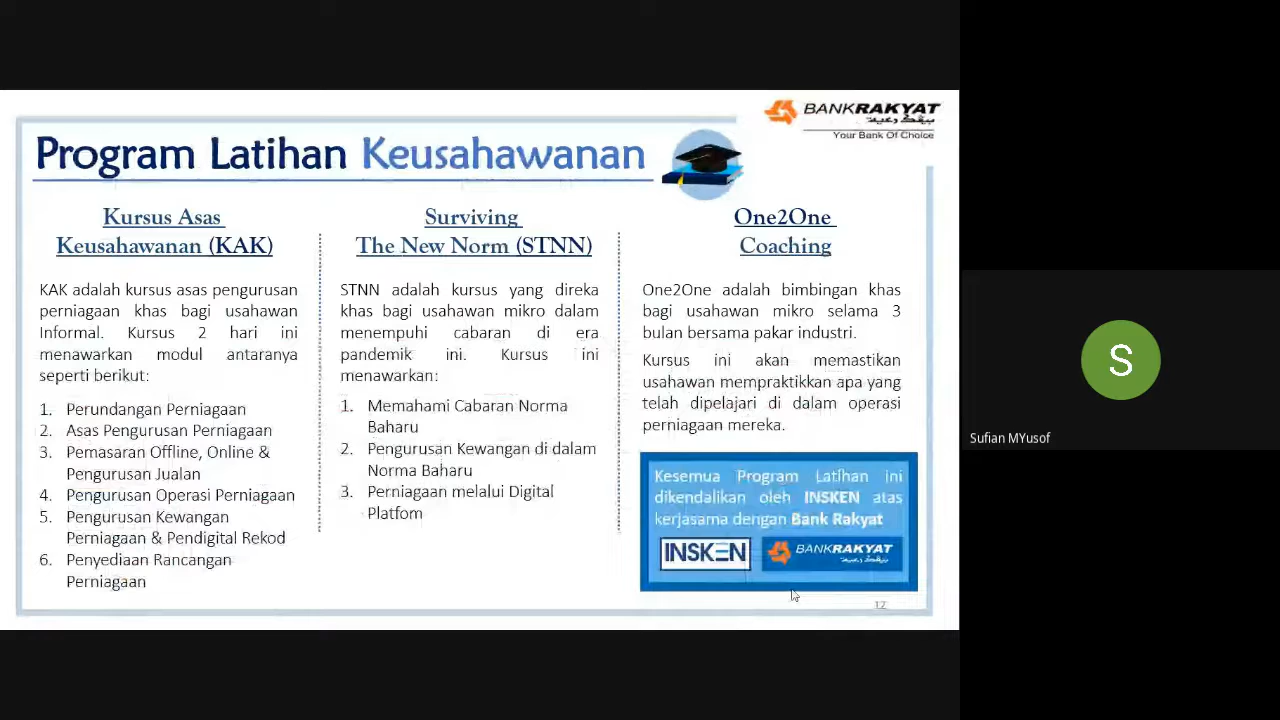 BANKRAKYAT
بيڤك رعية
Your Bank Of Choice
Program Latihan Keusahawanan
Kursus Asas
Keusahawanan (KAK)
KAK adalah kursus asas pengurusan
perniagaan khas bagi usahawan
Informal. Kursus 2 hari ini
menawarkan modul antaranya
seperti berikut:
1. Perundangan Perniagaan
2. Asas Pengurusan Perniagaan
3. Pemasaran Offline, Online &
Pengurusan Jualan
4. Pengurusan Operasi Perniagaan
5. Pengurusan Kewangan
Perniagaan & Pendigital Rekod
6. Penyediaan Rancangan
Perniagaan
Surviving
The New Norm (STNN)
STNN adalah kursus yang direka
khas bagi usahawan mikro dalam
menempuhi cabaran di era
pandemik ini. Kursus ini
menawarkan:
1. Memahami Cabaran Norma
Baharu
2. Pengurusan Kewangan di dalam
Norma Baharu
3. Perniagaan melalui Digital
Platfom
One2One
Coaching
One2One adalah bimbingan khas
bagi usahawan mikro selama 3
bulan bersama pakar industri.
Kursus ini akan memastikan
usahawan mempraktikkan apa yang
telah dipelajari di dalam operasi
perniagaan mereka.
Kesemua Program Latihan ini
dikendalikan oleh INSKEN atas
kerjasama dengan Bank Rakyat
INSKEN
BANKRAKYAT
12
S
Sufian MYusof